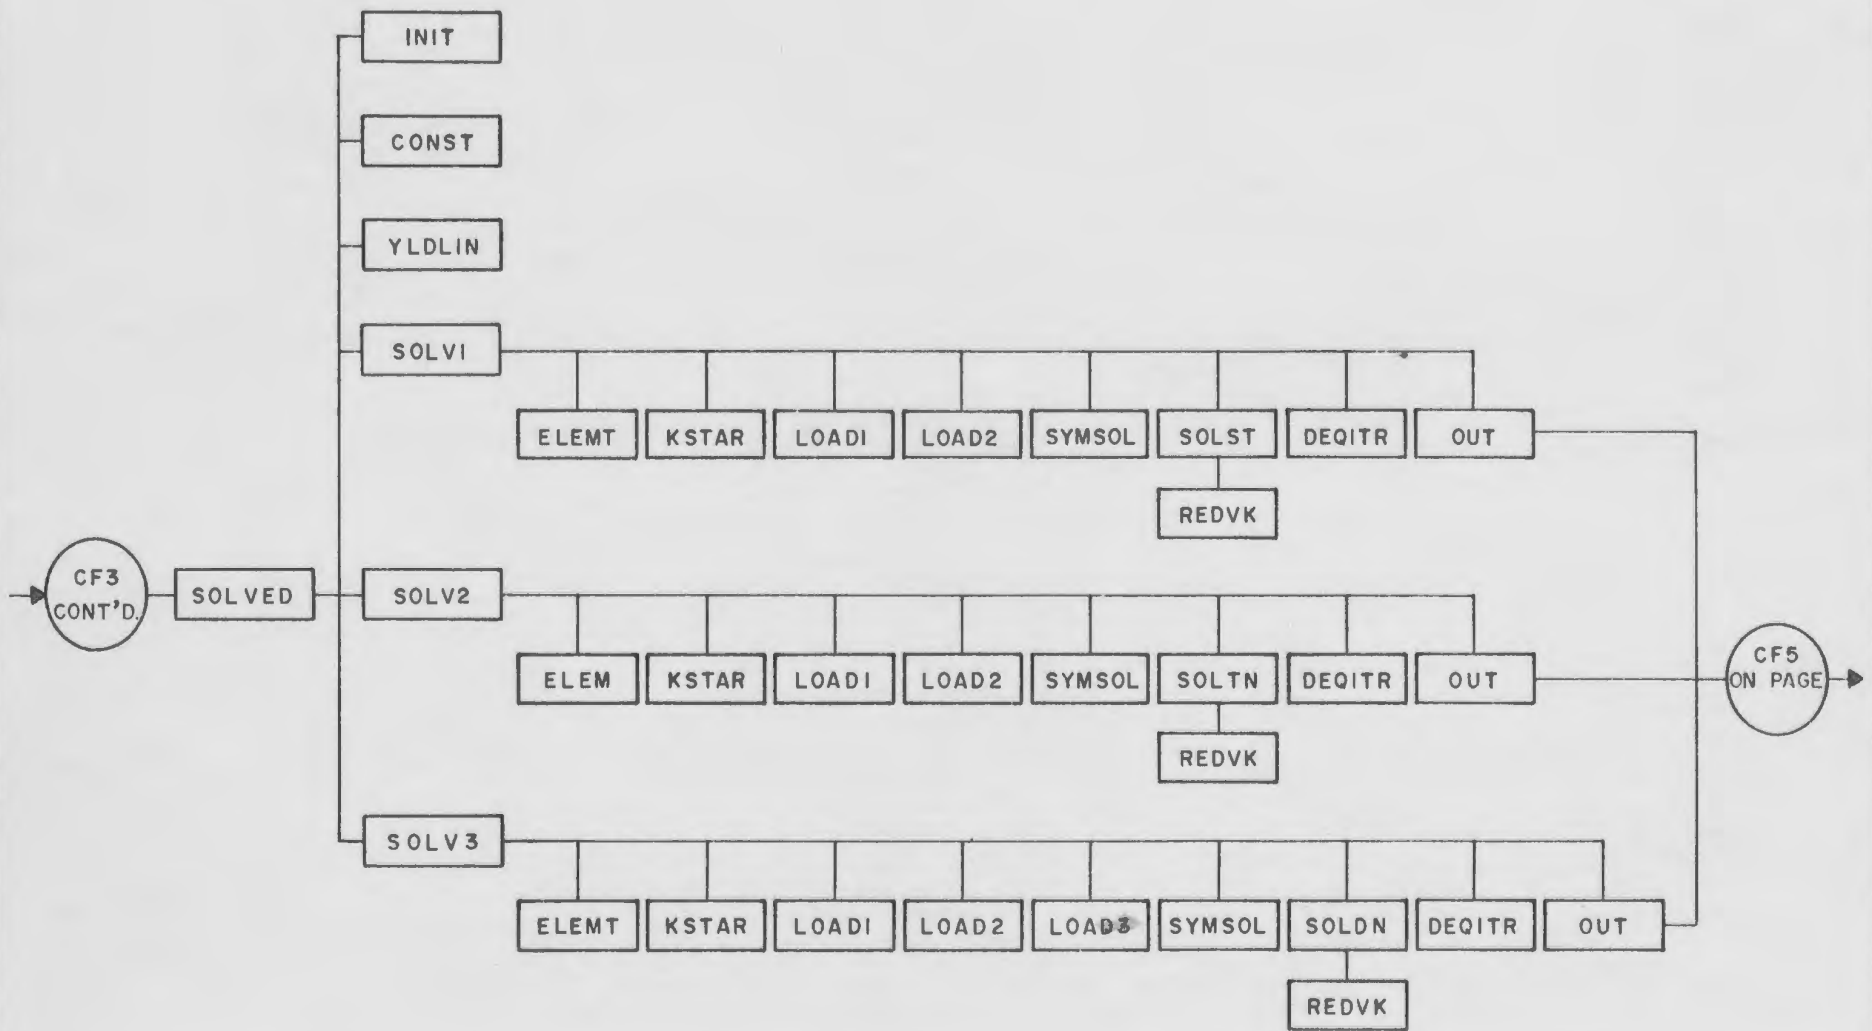 INIT
CONST
YLDLIN
SOLV1
ELEMT
KSTAR
LOAD1
LOAD2
SYMSOL
SOLST
DEQITR
OUT
REDVK
CF3
CONT'D.
SOLVED
SOLV2
ELEM
KSTAR
LOAD1
LOAD2
SYMSOL
SOLTN
DEQITR
OUT
REDVK
CF5
ON PAGE
SOLV3
ELEMT
KSTAR
LOAD1
LOAD2
LOAD3
SYMSOL
SOLDN
DEQITR
OUT
REDVK